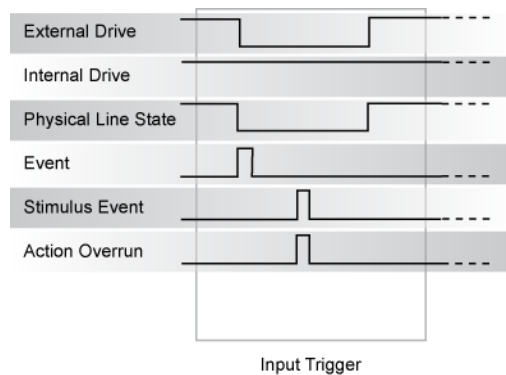 External Drive
Internal Drive
Physical Line State
Event
Stimulus Event
Action Overrun
Input Trigger